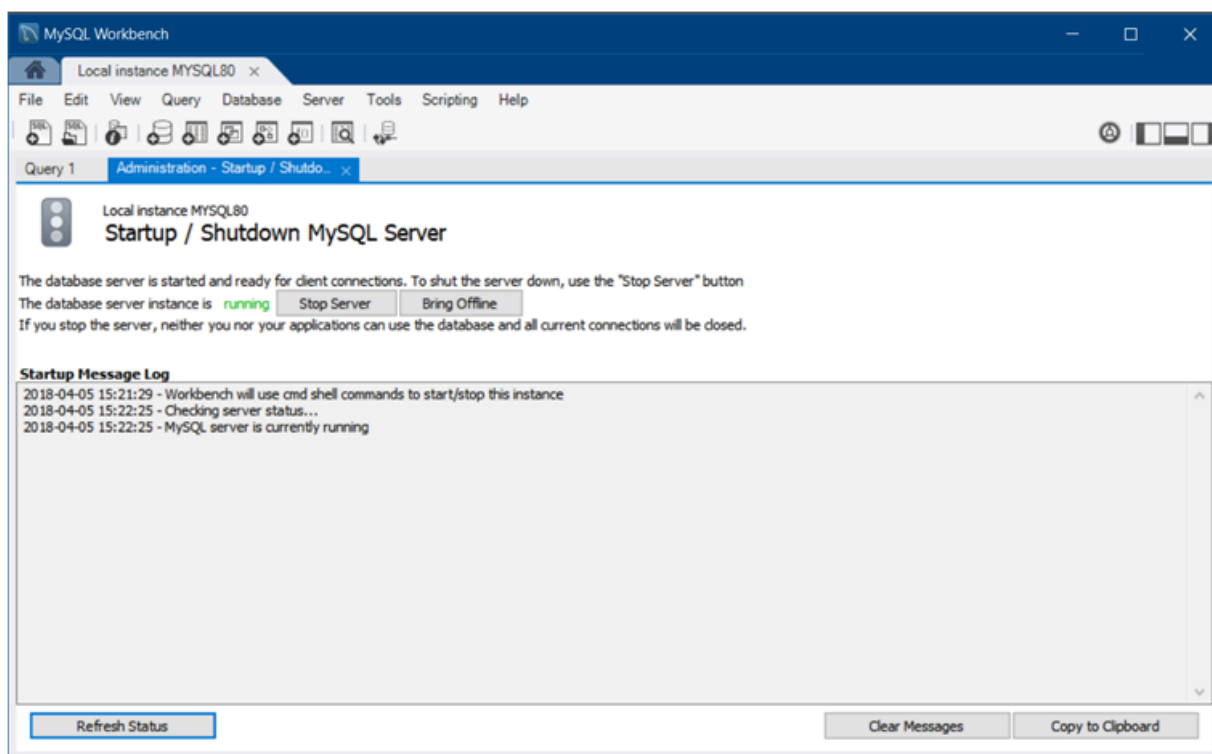 MySQL Workbench
Local instance MYSQL80
File Edit View Query Database Server Tools Scripting Help
Query 1 Administration - Startup / Shutdo...
Local instance MYSQL80
Startup / Shutdown MySQL Server
The database server is started and ready for client connections. To shut the server down, use the "Stop Server" button
The database server instance is running Stop Server Bring Offline
If you stop the server, neither you nor your applications can use the database and all current connections will be closed.
Startup Message Log
2018-04-05 15:21:29 - Workbench will use cmd shell commands to start/stop this instance
2018-04-05 15:22:25 - Checking server status...
2018-04-05 15:22:25 - MySQL server is currently running
Refresh Status Clear Messages Copy to Clipboard